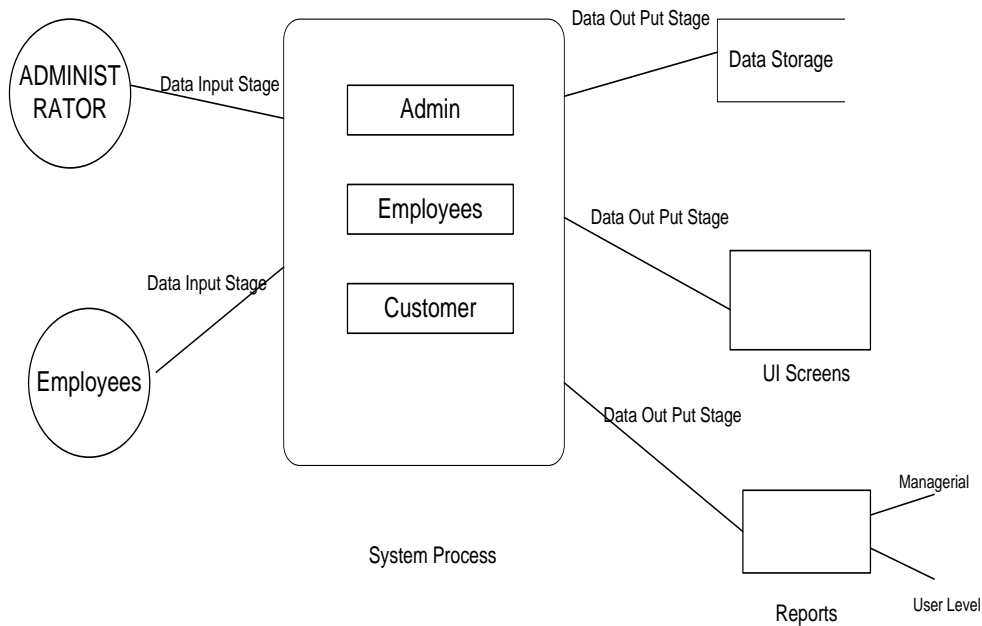 ADMINIST
RATOR
Data Input Stage
Data Input Stage
Employees
Admin
Employees
Customer
System Process
Data Out Put Stage
Data Storage
Data Out Put Stage
UI Screens
Data Out Put Stage
Managerial
User Level
Reports